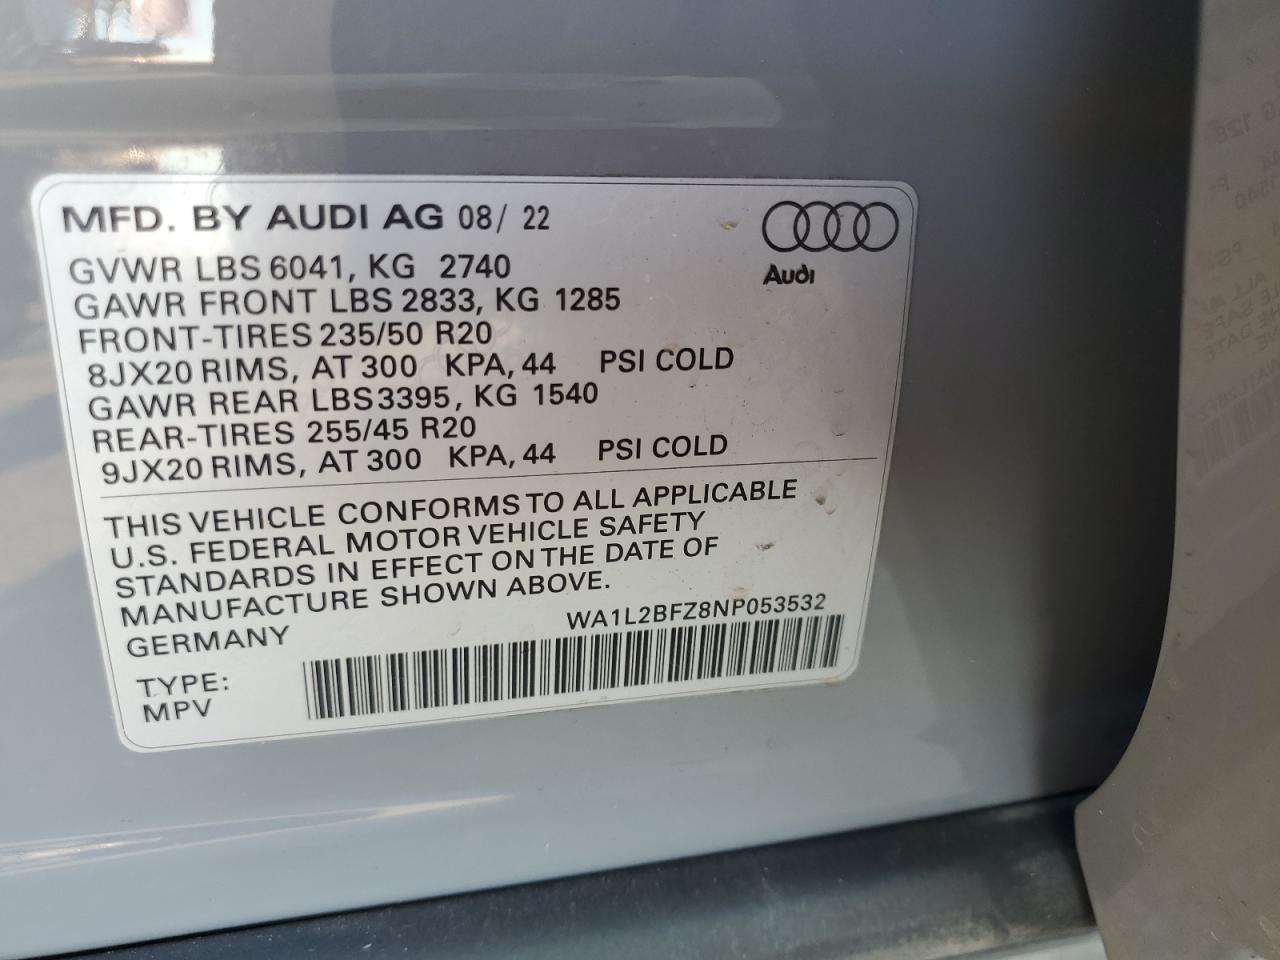 MFD. BY AUDI AG 08/ 22
Audi
GVWR LBS 6041, KG 2740
GAWR FRONT LBS 2833, KG 1285
FRONT-TIRES 235/50 R20
8JX20 RIMS, AT 300 KPA, 44 PSI COLD
GAWR REAR LBS 3395, KG 1540
REAR-TIRES 255/45 R20
9JX20 RIMS, AT 300 KPA, 44 PSI COLD
THIS VEHICLE CONFORMS TO ALL APPLICABLE
U.S. FEDERAL MOTOR VEHICLE SAFETY
STANDARDS IN EFFECT ON THE DATE OF
MANUFACTURE SHOWN ABOVE.
GERMANY
WA1L2BFZ8NP053532
TYPE:
MPV